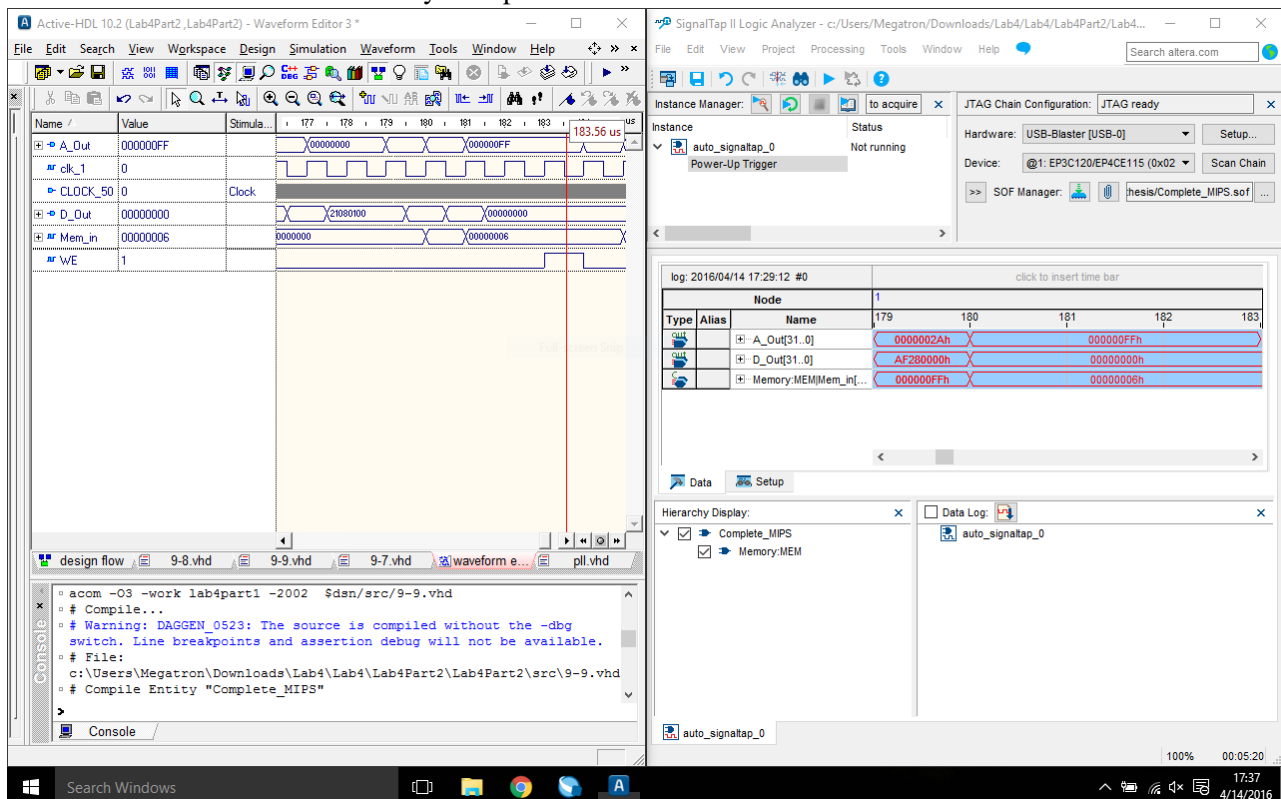 Active-HDL 10.2 (Lab4Part2 ,Lab4Part2) - Waveform Editor 3 *
File Edit Search View Workspace Design Simulation Waveform Tools Window Help
Name / Value Stimula... 177 178 179 180 181 182 183 us
183.56 us
A_Out 000000FF 00000000 000000FF
clk_1 0
CLOCK_50 0 Clock
D_Out 00000000 21080100 00000000
Mem_in 00000006 0000000 00000006
WE 1
design flow 9-8.vhd 9-9.vhd 9-7.vhd waveform e... pll.vhd
Console
acom -O3 -work lab4part1 -2002 $dsn/src/9-9.vhd
# Compile...
# Warning: DAGGEN_0523: The source is compiled without the -dbg
switch. Line breakpoints and assertion debug will not be available.
# File:
c:\Users\Megatron\Downloads\Lab4\Lab4\Lab4Part2\Lab4Part2\src\9-9.vhd
# Compile Entity "Complete_MIPS"
>
Console
SignalTap II Logic Analyzer - c:/Users/Megatron/Downloads/Lab4/Lab4/Lab4Part2/Lab4...
File Edit View Project Processing Tools Window Help
Search altera.com
Instance Manager: to acquire
Instance Status
auto_signaltap_0 Not running
Power-Up Trigger
JTAG Chain Configuration: JTAG ready
Hardware: USB-Blaster [USB-0] Setup...
Device: @1: EP3C120/EP4CE115 (0x02 Scan Chain
>> SOF Manager: hesis/Complete_MIPS.sof ...
log: 2016/04/14 17:29:12 #0 click to insert time bar
Node 1
Type Alias Name 179 180 181 182 183
A_Out[31..0] 0000002Ah 000000FFh
D_Out[31..0] AF280000h 00000000h
Memory:MEM|Mem_in[... 000000FFh 00000006h
Data Setup
Hierarchy Display:
Complete_MIPS
Memory:MEM
Data Log:
auto_signaltap_0
auto_signaltap_0
100% 00:05:20
Search Windows
17:37
4/14/2016